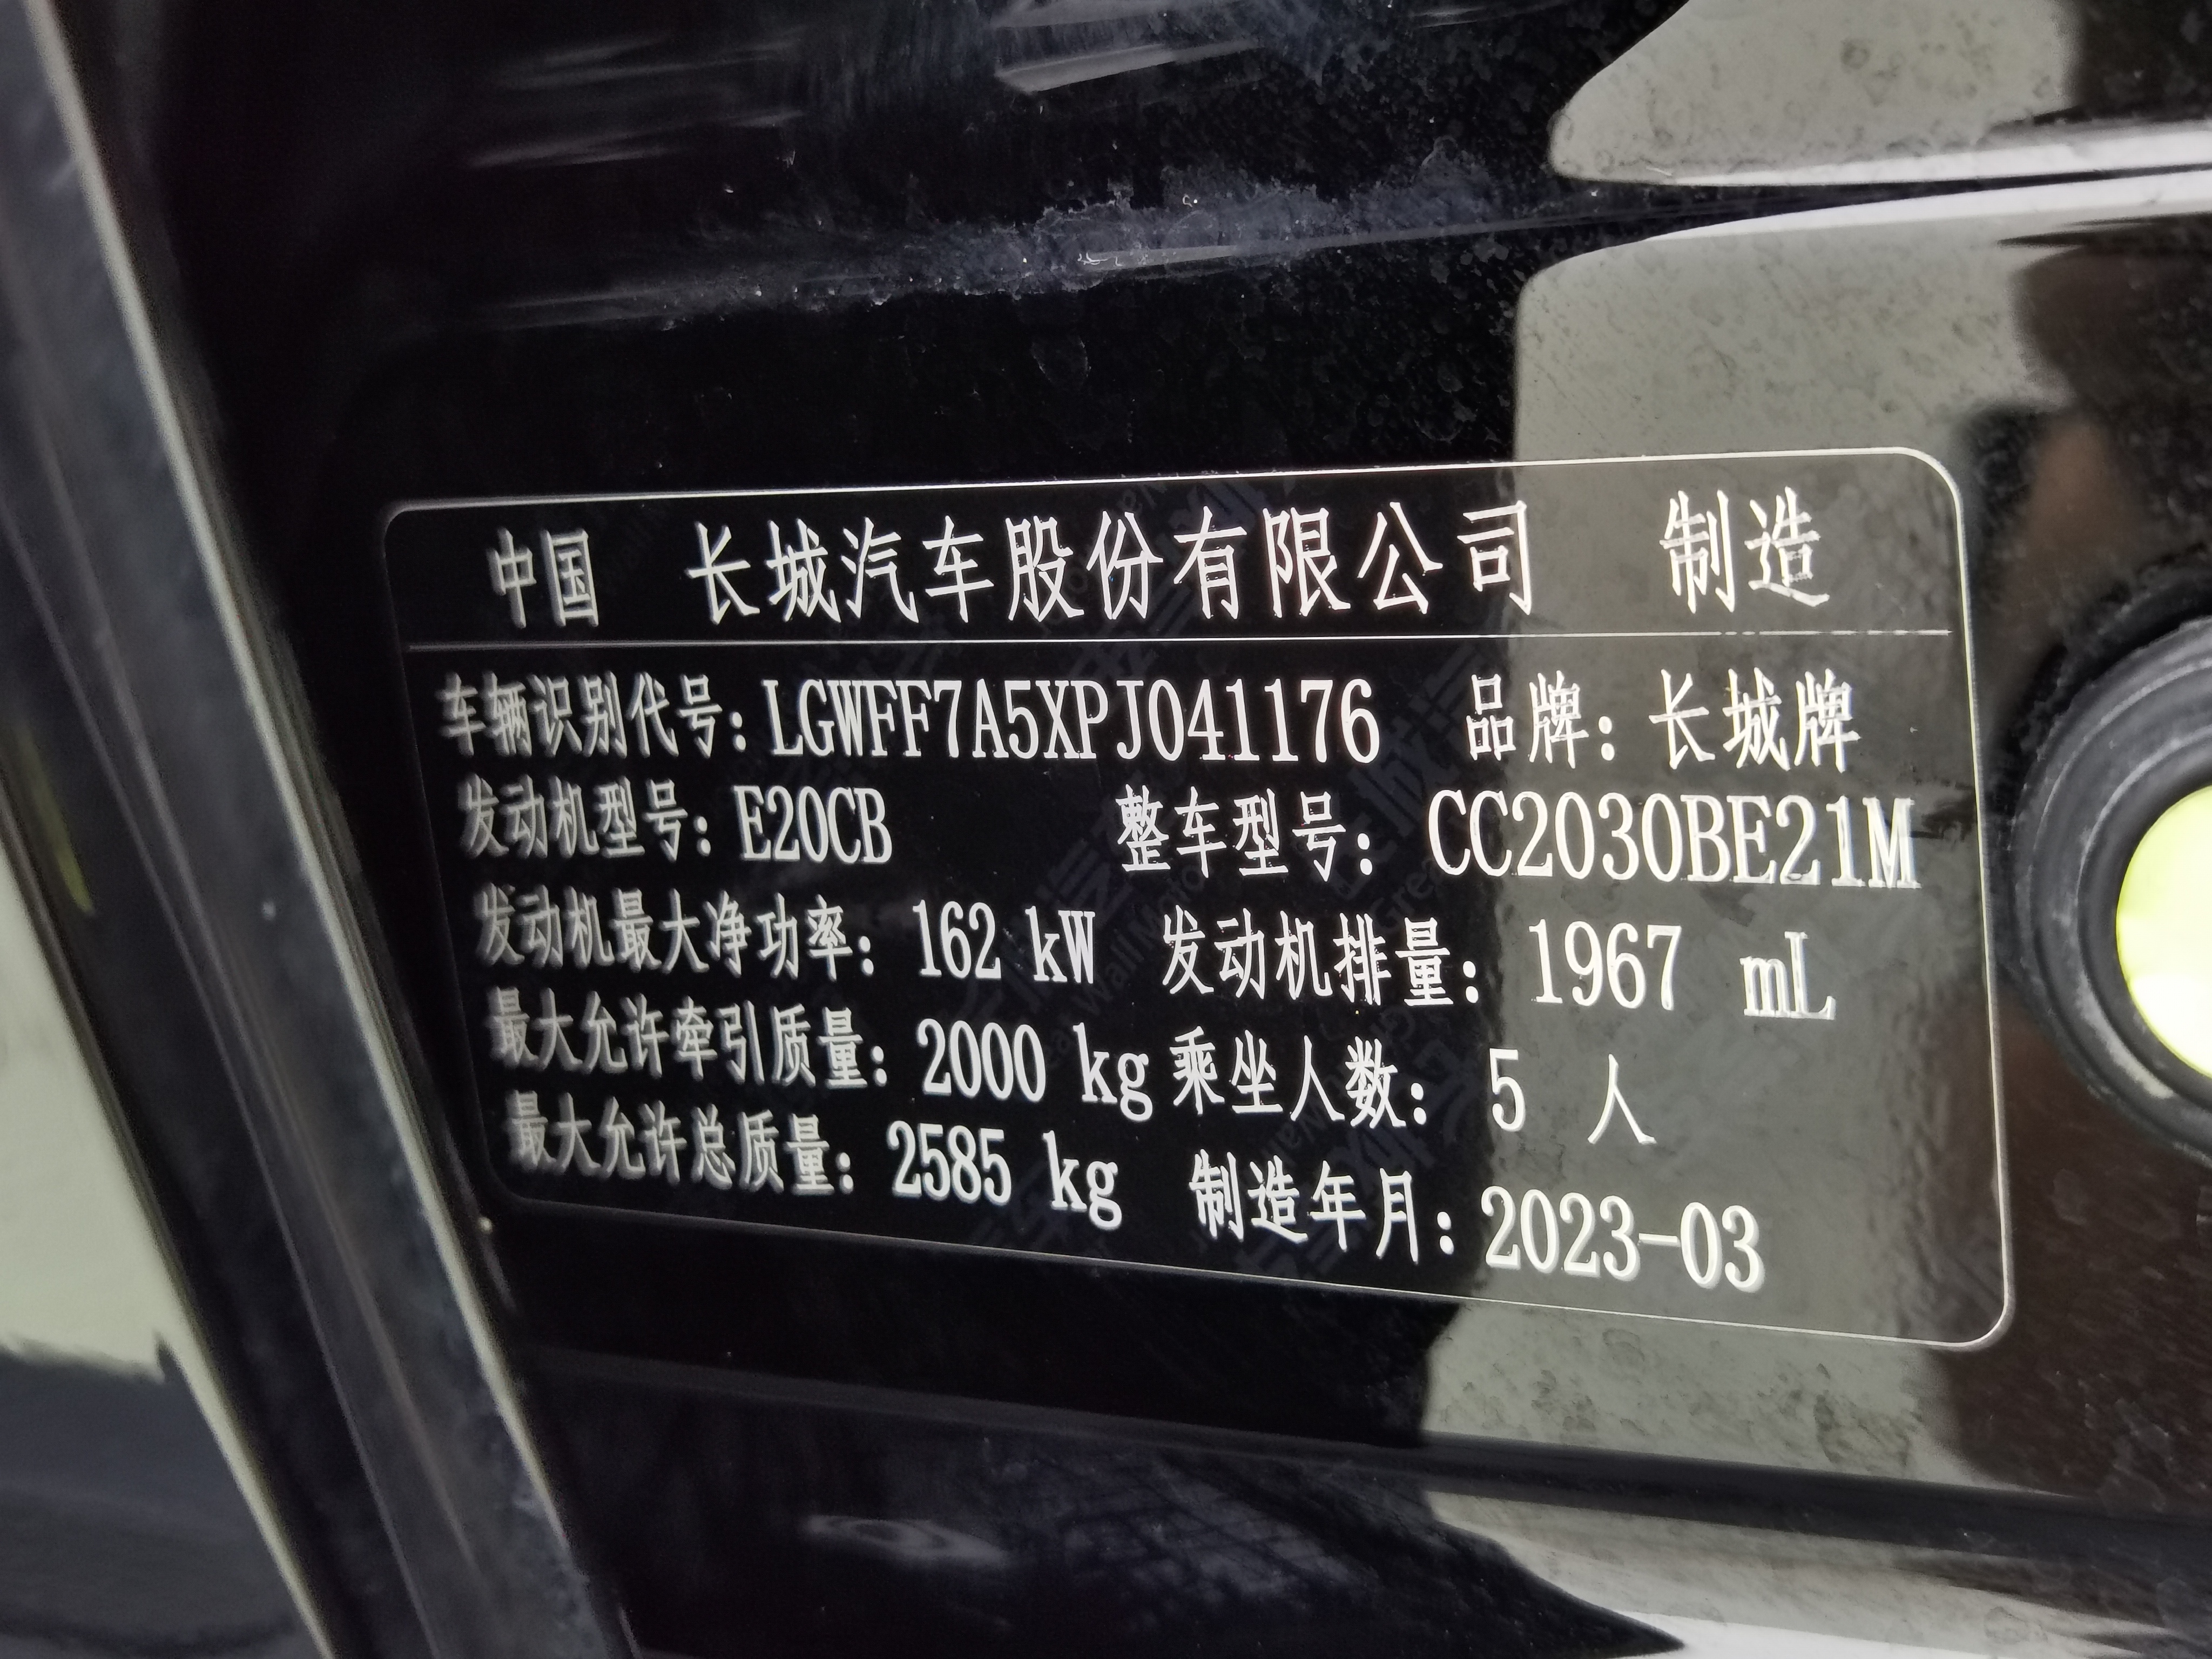 中国 长城汽车股份有限公司 制造
车辆识别代号：LGWFF7A5XPJ041176 品牌：长城牌
发动机型号：E20CB 整车型号：CC2030BE21M
发动机最大净功率：162 kW 发动机排量：1967 mL
最大允许牵引质量：2000 kg 乘坐人数：5 人
最大允许总质量：2585 kg 制造年月：2023-03